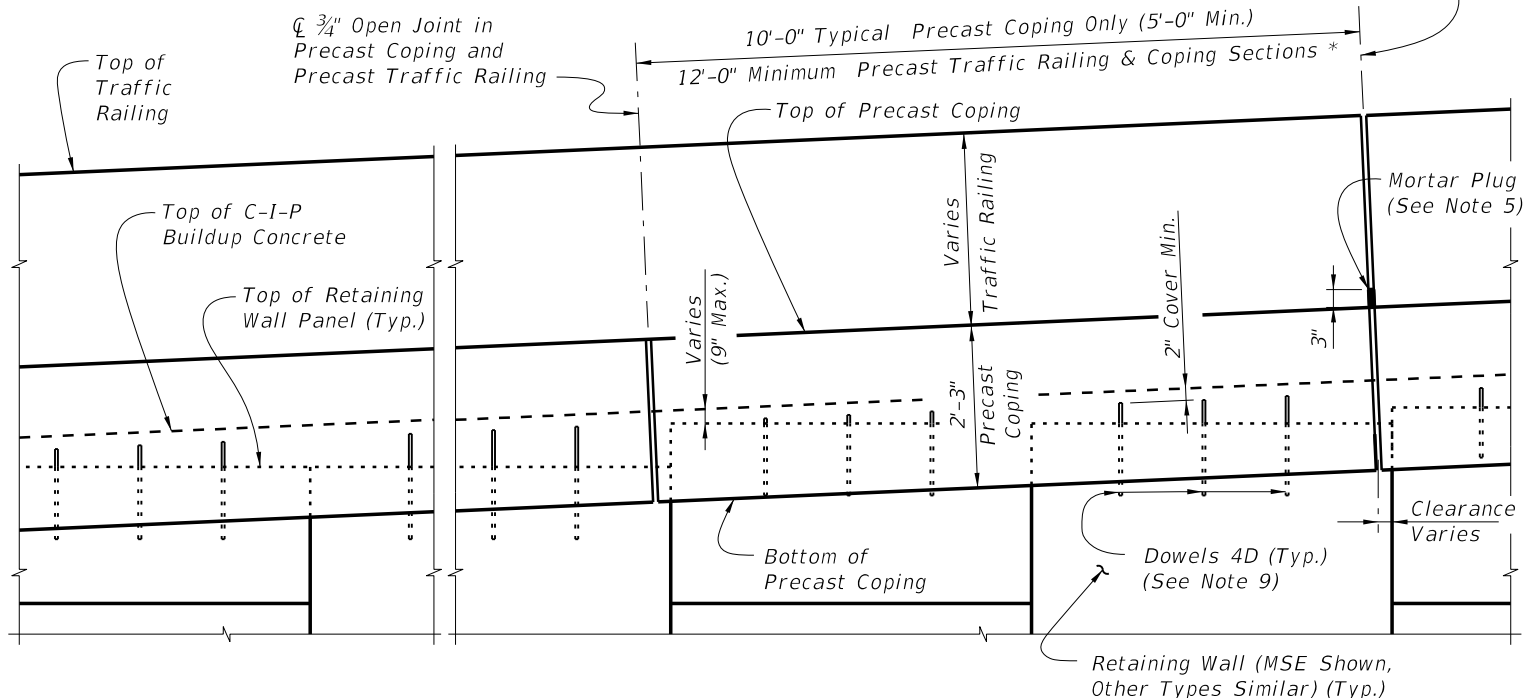 ℄ ¾" Open Joint in
Precast Coping and
Precast Traffic Railing
10'-0" Typical Precast Coping Only (5'-0" Min.)
12'-0" Minimum Precast Traffic Railing & Coping Sections *
Top of
Traffic
Railing
Top of Precast Coping
Mortar Plug
(See Note 5)
Top of C-I-P
Buildup Concrete
Varies
Traffic Railing
2" Cover Min.
Top of Retaining
Wall Panel (Typ.)
Varies
(9" Max.)
3"
2'-3"
Precast
Coping
Clearance
Varies
Bottom of
Precast Coping
Dowels 4D (Typ.)
(See Note 9)
Retaining Wall (MSE Shown,
Other Types Similar) (Typ.)